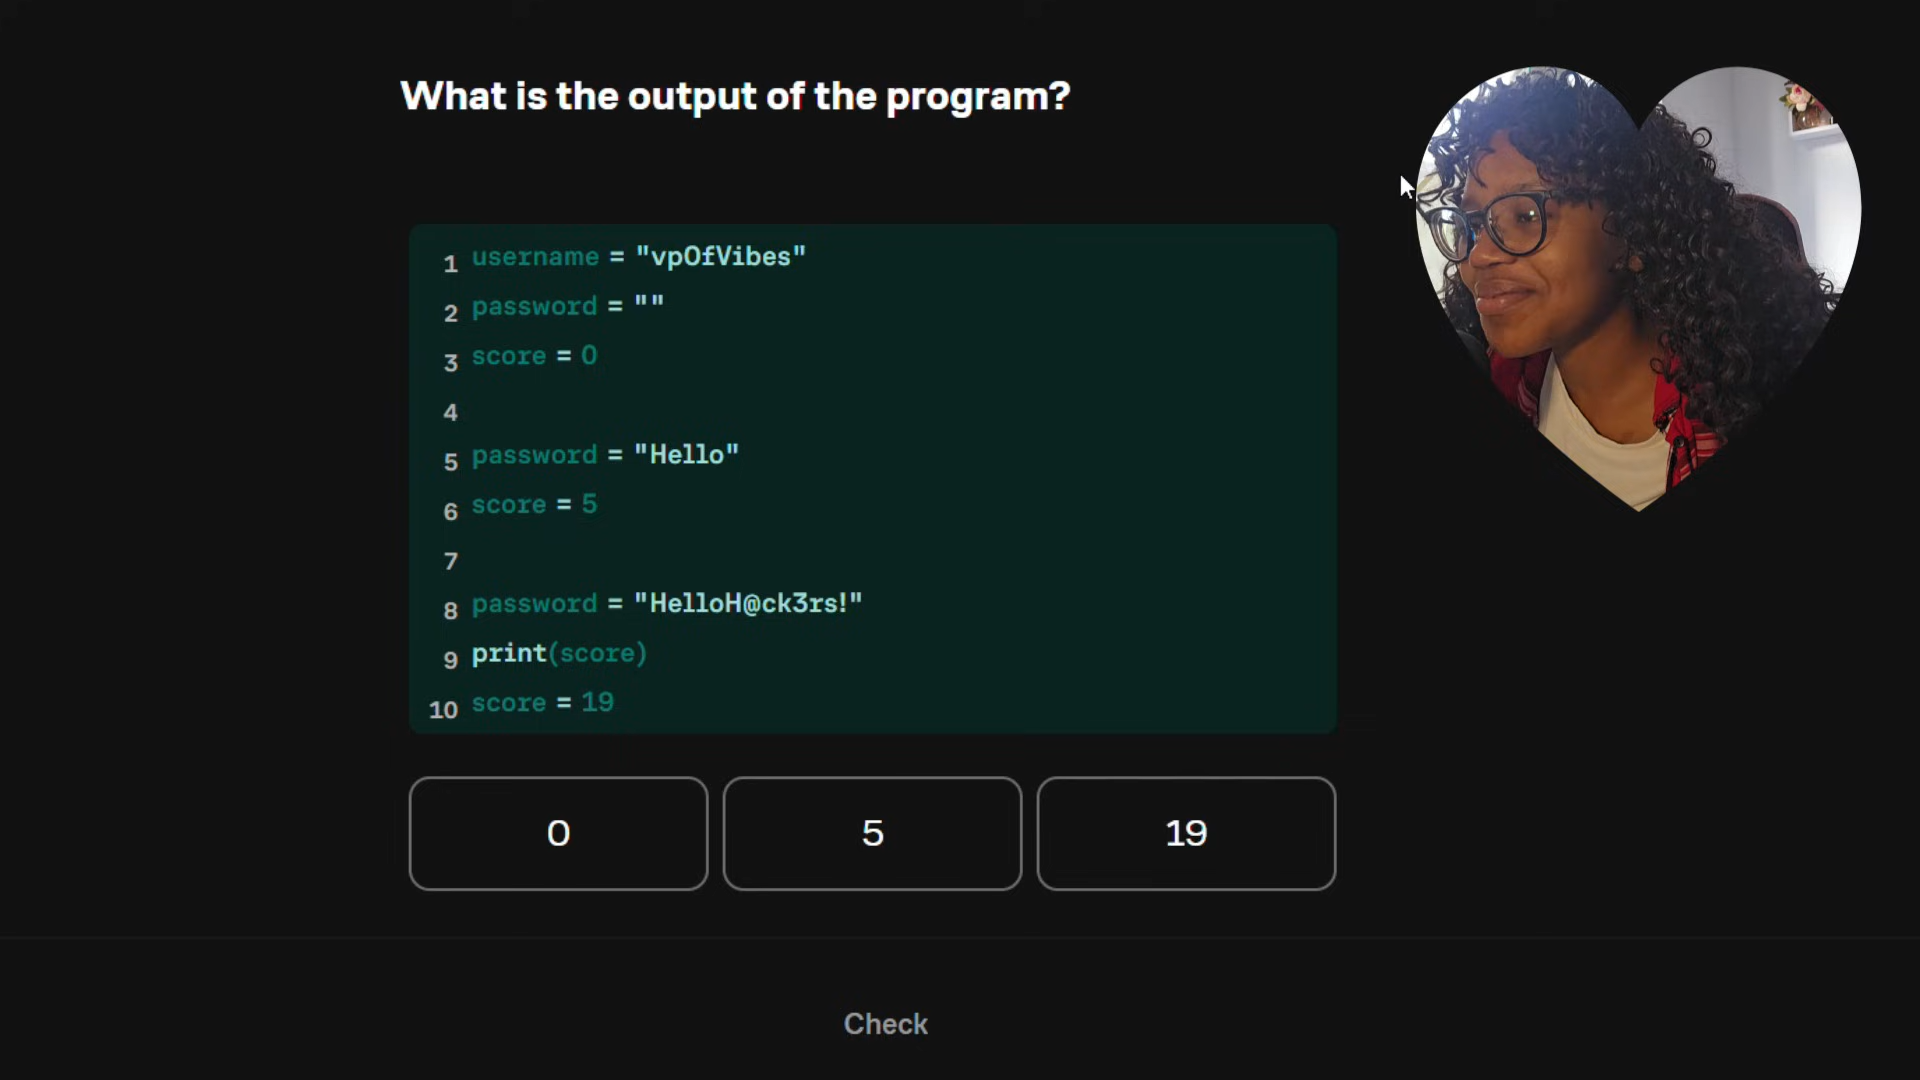 What is the output of the program?
1 username = "vpOfVibes"
2 password = ""
3 score = 0
4
5 password = "Hello"
6 score = 5
7
8 password = "HelloH@ck3rs!"
9 print(score)
10 score = 19
0 5 19
Check